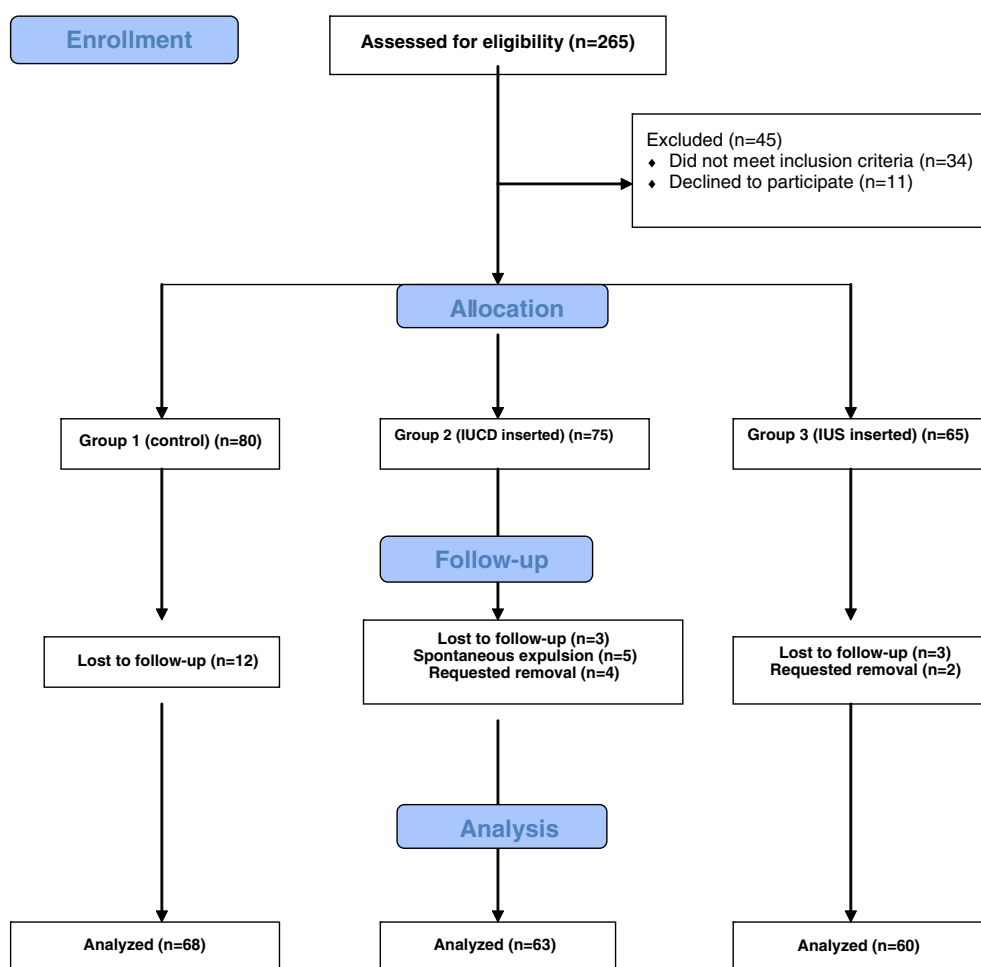 Enrollment
Assessed for eligibility (n=265)
Excluded (n=45)
♦ Did not meet inclusion criteria (n=34)
♦ Declined to participate (n=11)
Allocation
Group 1 (control) (n=80)
Group 2 (IUCD inserted) (n=75)
Group 3 (IUS inserted) (n=65)
Follow-up
Lost to follow-up (n=12)
Lost to follow-up (n=3)
Spontaneous expulsion (n=5)
Requested removal (n=4)
Lost to follow-up (n=3)
Requested removal (n=2)
Analysis
Analyzed (n=68)
Analyzed (n=63)
Analyzed (n=60)